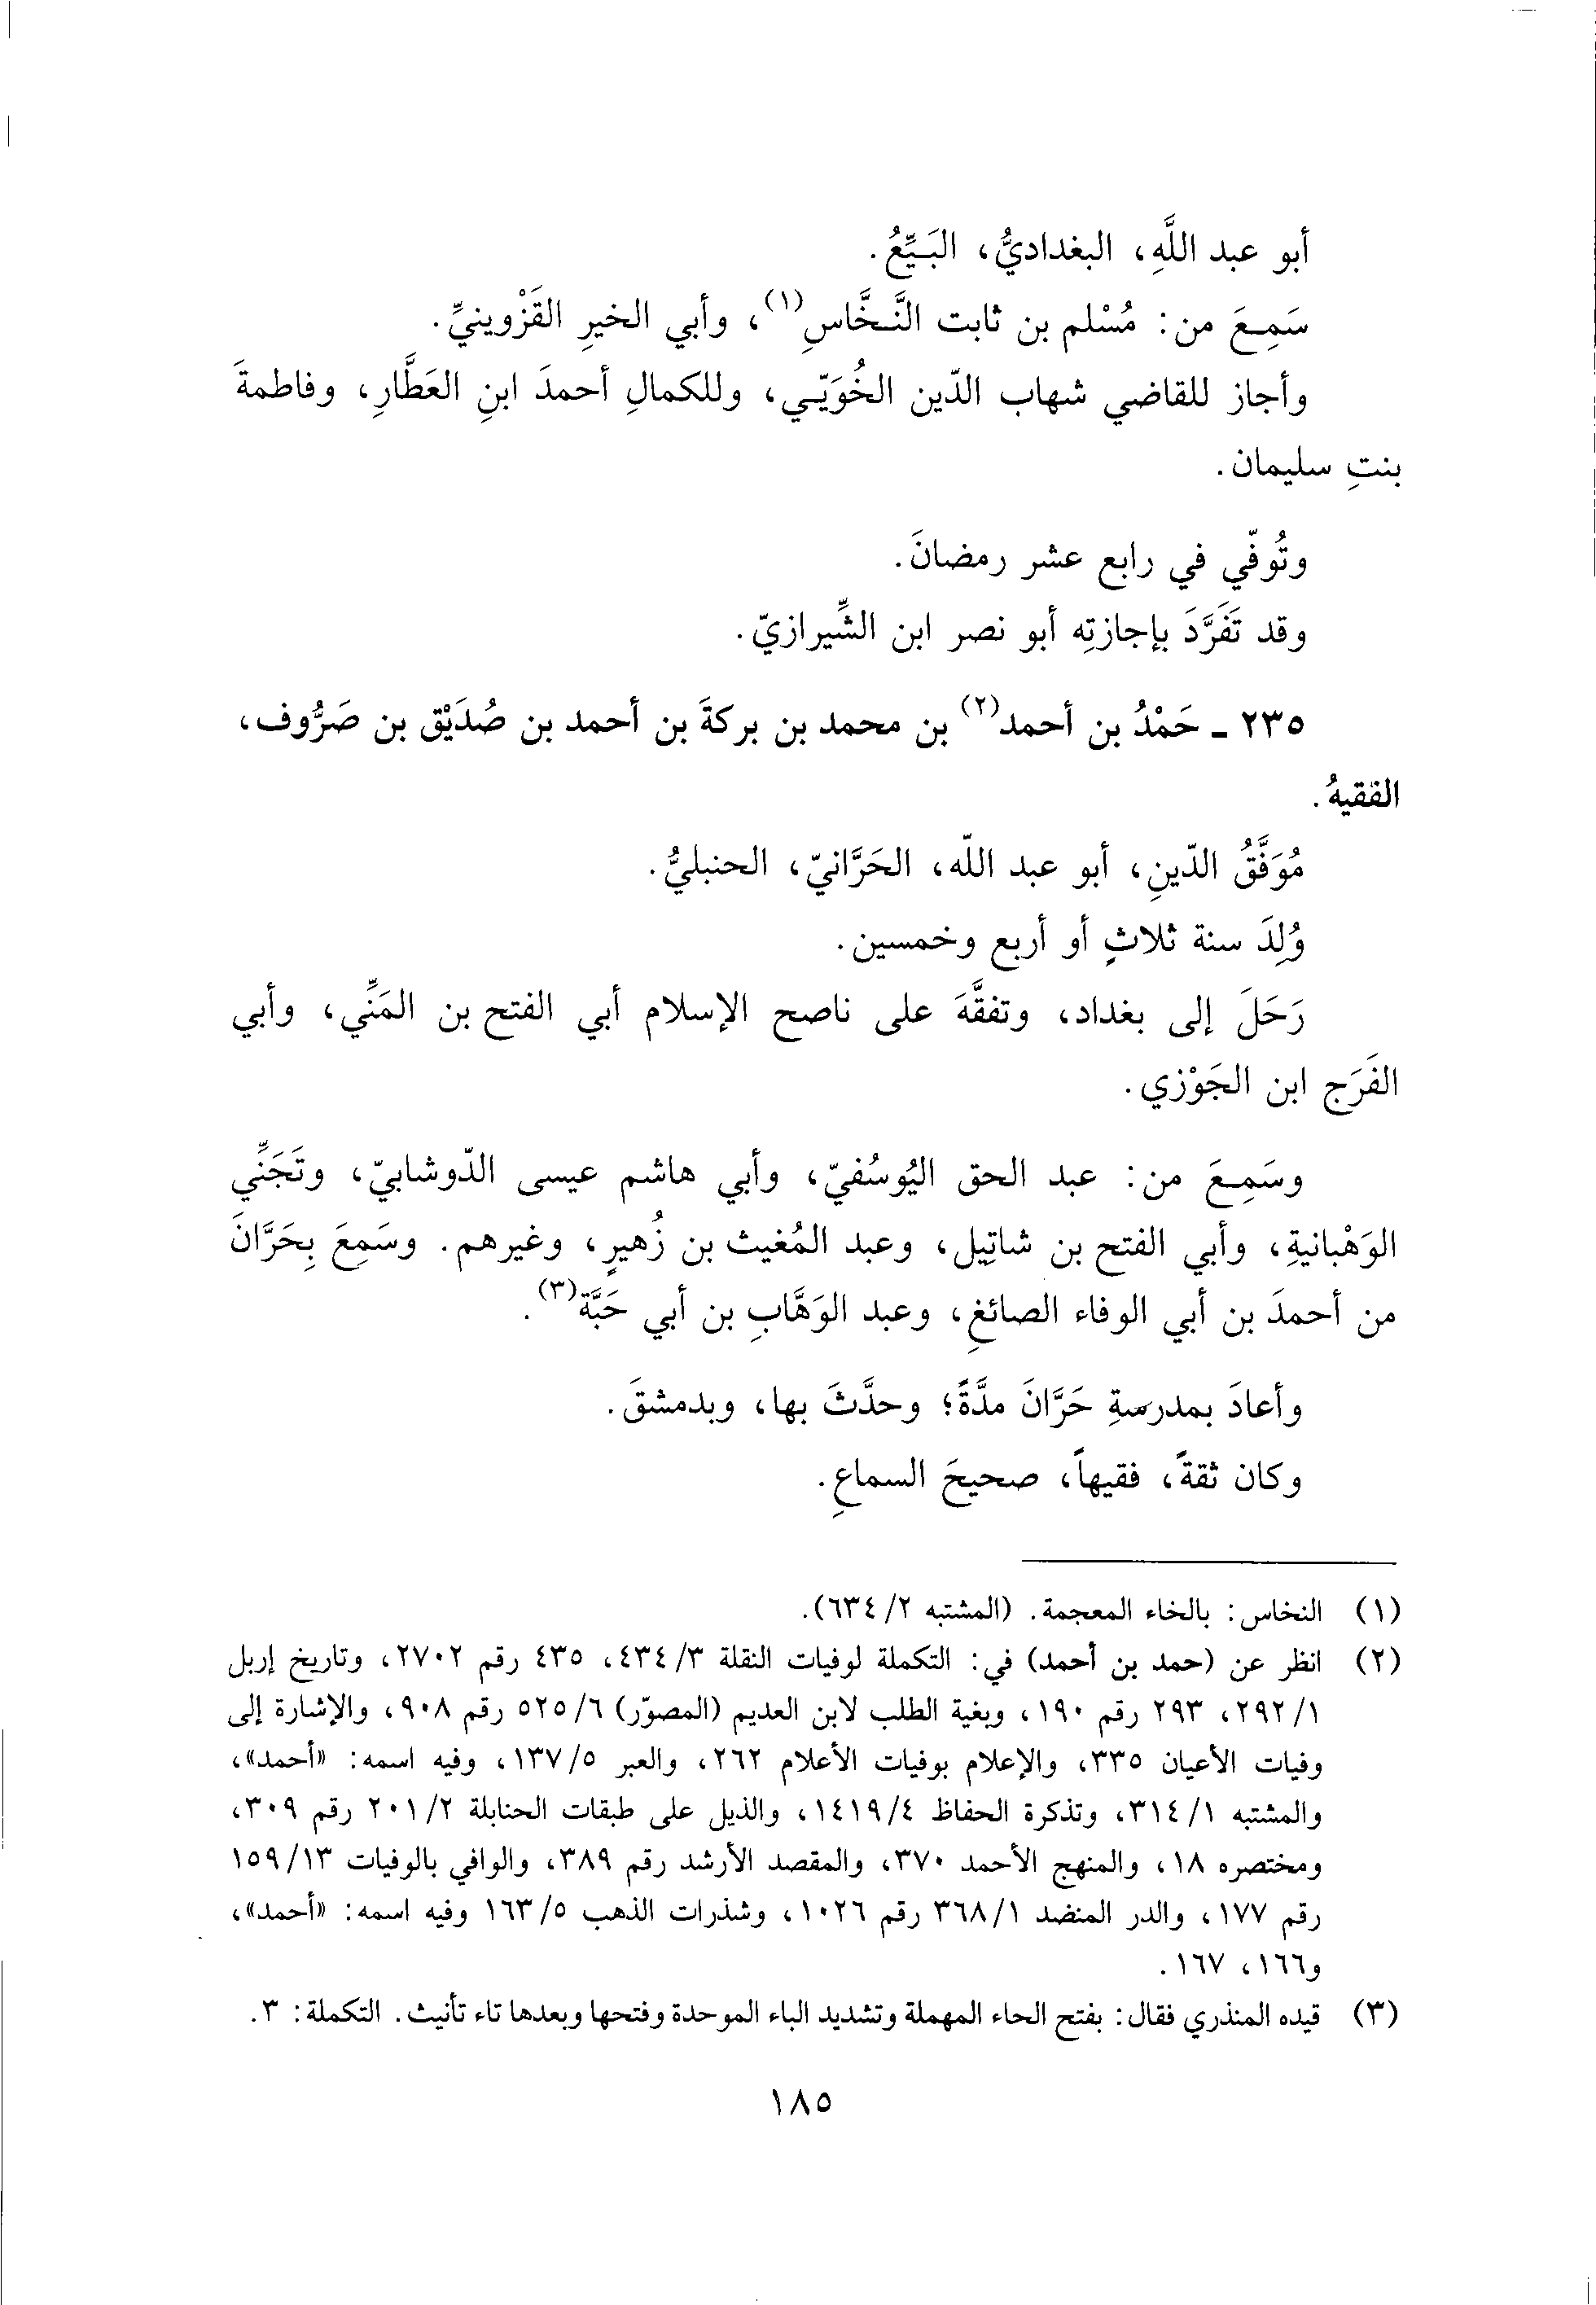 أبو عبد اللَّهِ، البغداديُّ، البَـيِّعُ.
سَمِـعَ من: مُسْلم بن ثابت النَّـخَّاسِ(١)، وأبي الخيرِ القَزْوينيِّ.
وأجاز للقاضي شهاب الدّين الخُوَيّـي، وللكمالِ أحمدَ ابنِ العَطَّارِ، وفاطمةَ
بنتِ سليمان.
وتُوفّي في رابع عشر رمضانَ.
وقد تَفَرَّدَ بإجازتِه أبو نصر ابن الشِّيرازيّ.
٢٣٥ ـ حَمْدُ بن أحمد(٢) بن محمد بن بركةَ بن أحمد بن صُدَيْق بن صَرُّوف،
الفقيهُ.
مُوَفَّقُ الدّينِ، أبو عبد اللّه، الحَرَّانيّ، الحنبليُّ.
وُلِدَ سنة ثلاثٍ أو أربع وخمسين.
رَحَلَ إلى بغداد، وتفقَّهَ على ناصح الإسلام أبي الفتح بن المَنِّي، وأبي
الفَرَج ابن الجَوْزي.
وسَمِـعَ من: عبد الحق اليُوسُفيّ، وأبي هاشم عيسى الدّوشابيّ، وتَجَنِّي
الوَهْبانيةِ، وأبي الفتح بن شاتِيل، وعبد المُغيث بن زُهيرٍ، وغيرهم. وسَمِعَ بِحَرَّانَ
من أحمدَ بن أبي الوفاء الصائغِ، وعبد الوَهَّابِ بن أبي حَبَّة(٣).
وأعادَ بمدرسةِ حَرَّانَ مدَّةً؛ وحدَّثَ بها، وبدمشقَ.
وكان ثقةً، فقيهاً، صحيحَ السماعِ.
(١) النخاس: بالخاء المعجمة. (المشتبه ٢/ ٦٣٤).
(٢) انظر عن (حمد بن أحمد) في: التكملة لوفيات النقلة ٣/ ٤٣٤، ٤٣٥ رقم ٢٧٠٢، وتاريخ إربل
١/ ٢٩٢، ٢٩٣ رقم ١٩٠، وبغية الطلب لابن العديم (المصوّر) ٦/ ٥٢٥ رقم ٩٠٨، والإشارة إلى
وفيات الأعيان ٣٣٥، والإعلام بوفيات الأعلام ٢٦٢، والعبر ٥/ ١٣٧، وفيه اسمه: «أحمد»،
والمشتبه ١/ ٣١٤، وتذكرة الحفاظ ٤/ ١٤١٩، والذيل على طبقات الحنابلة ٢/ ٢٠١ رقم ٣٠٩،
ومختصره ١٨، والمنهج الأحمد ٣٧٠، والمقصد الأرشد رقم ٣٨٩، والوافي بالوفيات ١٣/ ١٥٩
رقم ١٧٧، والدر المنضد ١/ ٣٦٨ رقم ١٠٢٦، وشذرات الذهب ٥/ ١٦٣ وفيه اسمه: «أحمد»،
و١٦٦، ١٦٧.
(٣) قيده المنذري فقال: بفتح الحاء المهملة وتشديد الباء الموحدة وفتحها وبعدها تاء تأنيث. التكملة: ٣.
١٨٥